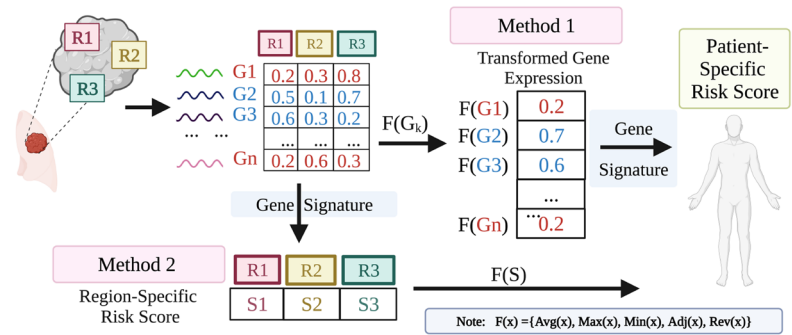 R1
R2
R3
R1 R2 R3
G1 0.2 0.3 0.8
G2 0.5 0.1 0.7
G3 0.6 0.3 0.2
... ... ... ...
Gn 0.2 0.6 0.3
F(Gk)
Method 1
Transformed Gene
Expression
F(G1) 0.2
F(G2) 0.7
F(G3) 0.6
...
...
F(Gn) 0.2
Gene
Signature
Patient-
Specific
Risk Score
Gene Signature
Method 2
Region-Specific
Risk Score
R1 R2 R3
S1 S2 S3
F(S)
Note: F(x) ={Avg(x), Max(x), Min(x), Adj(x), Rev(x)}